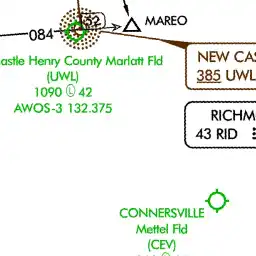 52
084
MAREO
NEW CAS
385 UWL
astle Henry County Marlatt Fld
(UWL)
1090 Ⓛ 42
AWOS-3 132.375
RICHM
43 RID
CONNERSVILLE
Mettel Fld
(CEV)